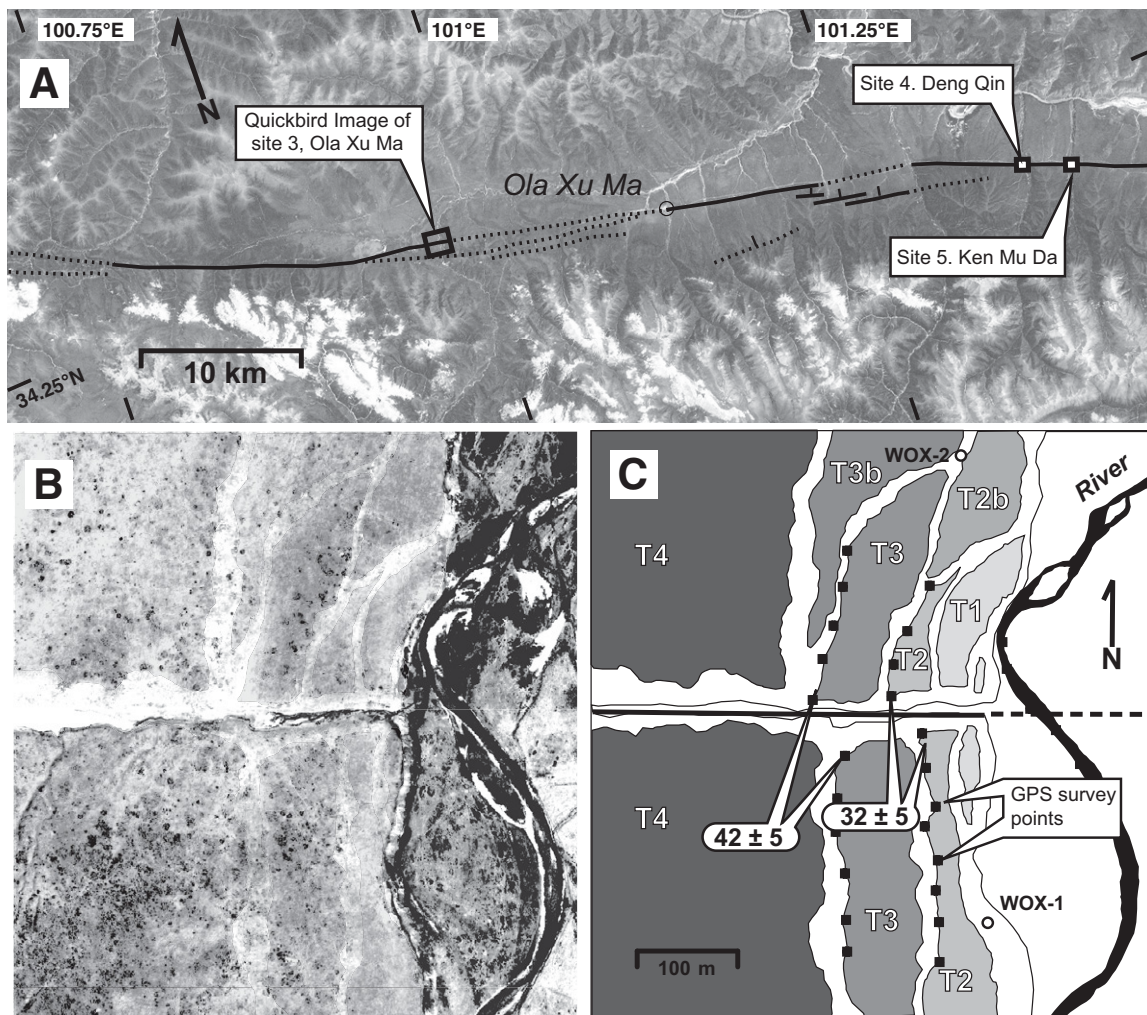 100.75°E
101°E
101.25°E
A
N
Quickbird Image of
site 3, Ola Xu Ma
Ola Xu Ma
Site 4. Deng Qin
Site 5. Ken Mu Da
10 km
34.25°N
B
C
WOX-2
T3b
T2b
River
T4
T3
T1
N
T2
42 ± 5
32 ± 5
GPS survey
points
T4
T3
WOX-1
100 m
T2